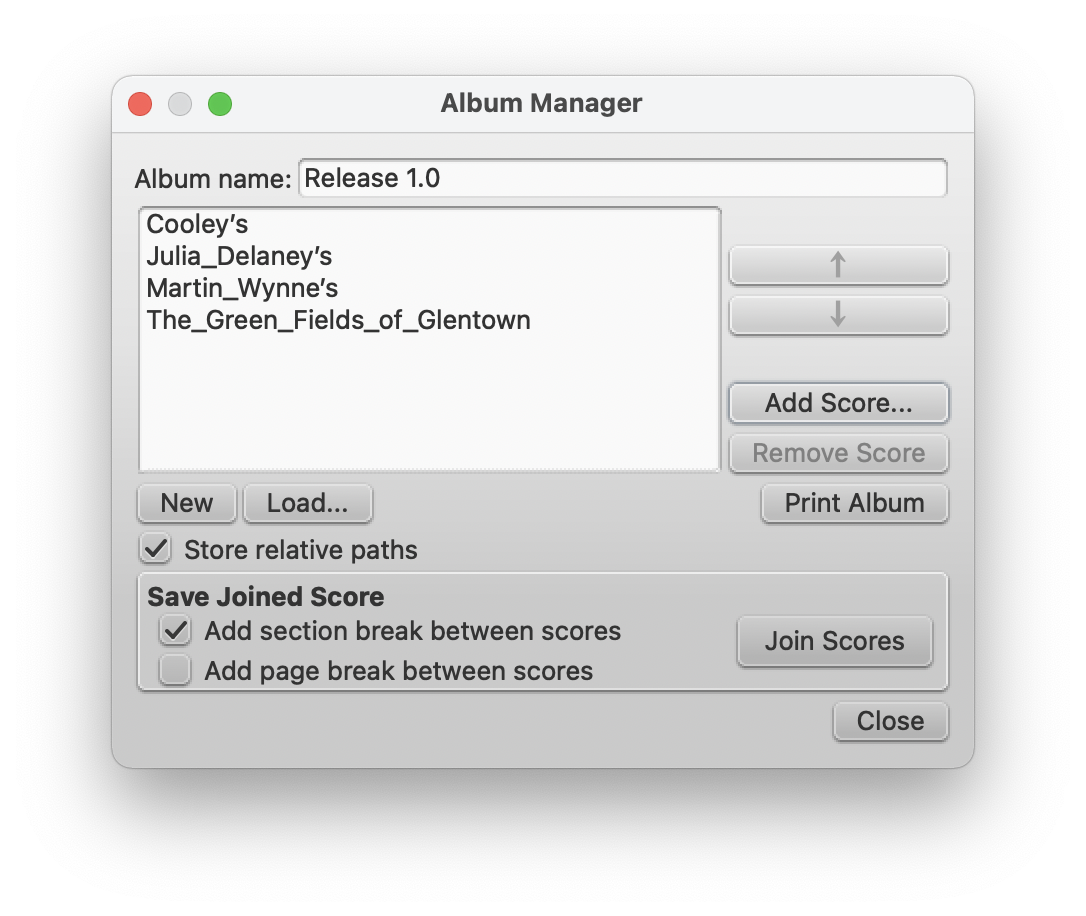 Album Manager
Album name: Release 1.0
Cooley’s
Julia_Delaney’s
Martin_Wynne’s
The_Green_Fields_of_Glentown
↑
↓
Add Score...
Remove Score
New Load... Print Album
Store relative paths
Save Joined Score
Add section break between scores
Join Scores
Add page break between scores
Close